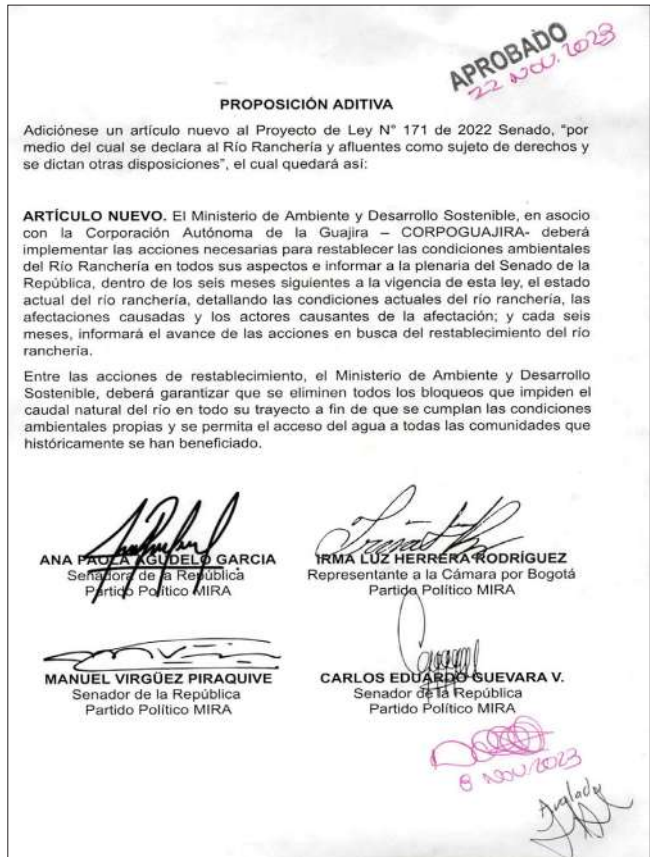 APROBADO
22 NOV. 2023
PROPOSICIÓN ADITIVA
Adiciónese un artículo nuevo al Proyecto de Ley N° 171 de 2022 Senado, "por
medio del cual se declara al Río Ranchería y afluentes como sujeto de derechos y
se dictan otras disposiciones", el cual quedará así:
ARTÍCULO NUEVO. El Ministerio de Ambiente y Desarrollo Sostenible, en asocio
con la Corporación Autónoma de la Guajira – CORPOGUAJIRA- deberá
implementar las acciones necesarias para restablecer las condiciones ambientales
del Río Ranchería en todos sus aspectos e informar a la plenaria del Senado de la
República, dentro de los seis meses siguientes a la vigencia de esta ley, el estado
actual del río ranchería, detallando las condiciones actuales del río ranchería, las
afectaciones causadas y los actores causantes de la afectación; y cada seis
meses, informará el avance de las acciones en busca del restablecimiento del río
ranchería.
Entre las acciones de restablecimiento, el Ministerio de Ambiente y Desarrollo
Sostenible, deberá garantizar que se eliminen todos los bloqueos que impiden el
caudal natural del río en todo su trayecto a fin de que se cumplan las condiciones
ambientales propias y se permita el acceso del agua a todas las comunidades que
históricamente se han beneficiado.
ANA PAOLA AGUDELO GARCIA
Senadora de la República
Partido Político MIRA
IRMA LUZ HERRERA RODRÍGUEZ
Representante a la Cámara por Bogotá
Partido Político MIRA
MANUEL VIRGÜEZ PIRAQUIVE
Senador de la República
Partido Político MIRA
CARLOS EDUARDO GUEVARA V.
Senador de la República
Partido Político MIRA
8 NOV/2023